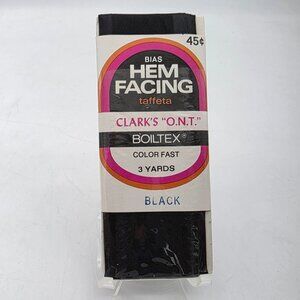 45¢
BIAS
HEM
FACING
taffeta
CLARK'S "O.N.T."
BOILTEX®
COLOR FAST
3 YARDS
BLACK